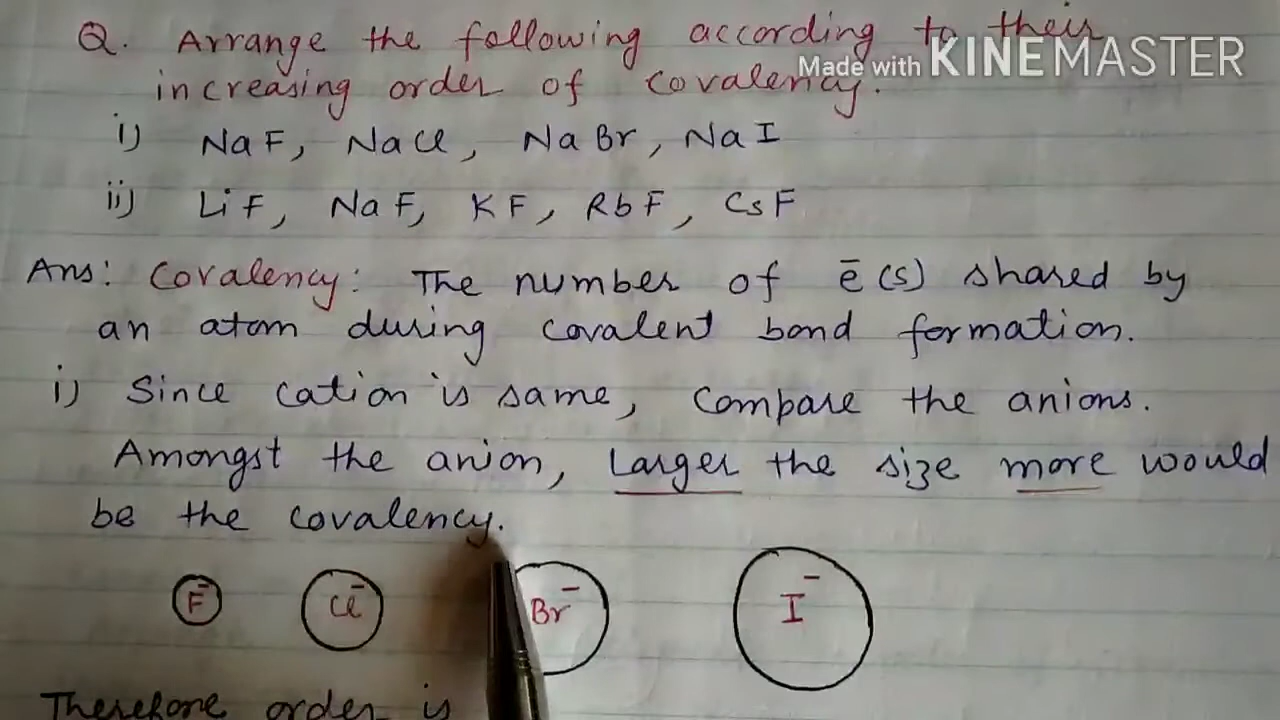 Q. Arrange the following according to their
Made with KINEMASTER
increasing order of covalency.
i) NaF, NaCl, NaBr, NaI
ii) LiF, NaF, KF, RbF, CsF
Ans: Covalency: The number of ē(s) shared by
an atom during covalent bond formation.
i) Since cation is same, compare the anions.
Amongst the anion, Larger the size more would
be the covalency.
F⁻ Cl⁻ Br⁻ I⁻
Therefore order is